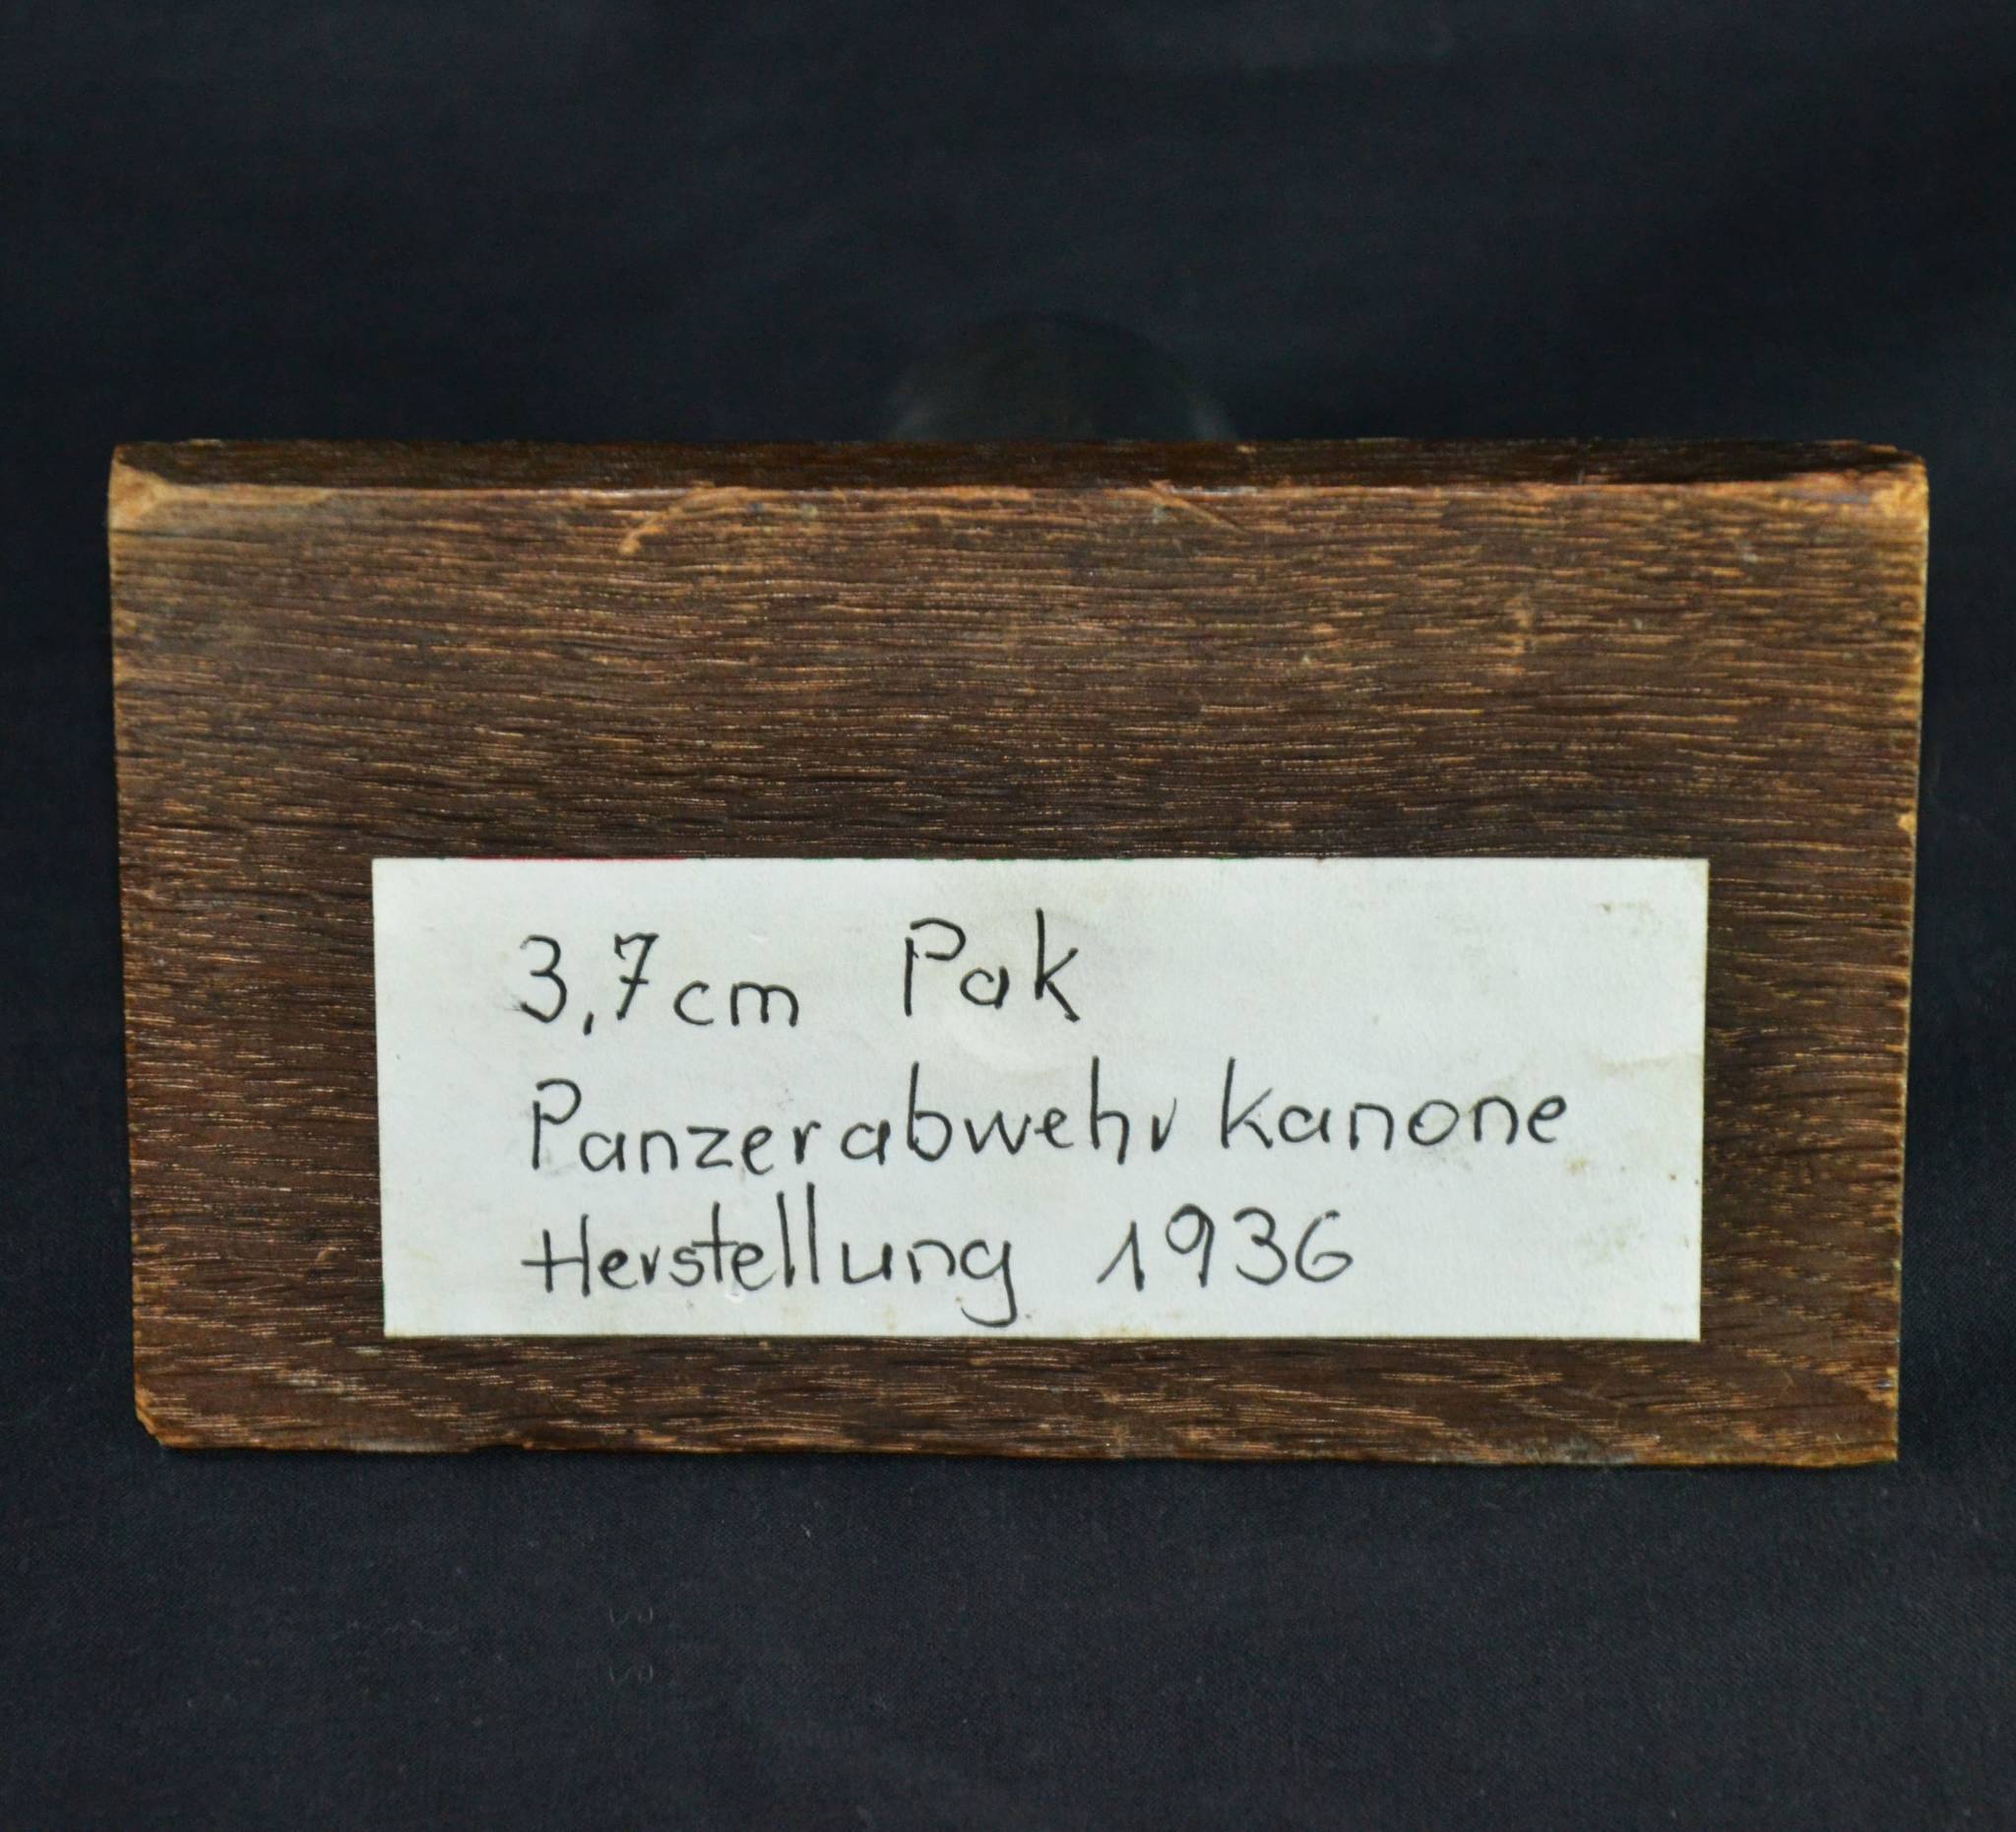 3,7cm Pak
Panzerabwehrkanone
Herstellung 1936